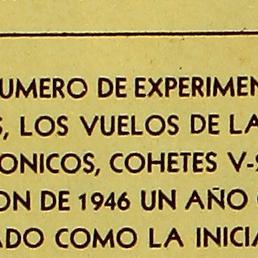 UMERO DE EXPERIMEN
S, LOS VUELOS DE LA
ONICOS, COHETES V-
ON DE 1946 UN AÑO
ADO COMO LA INICIA